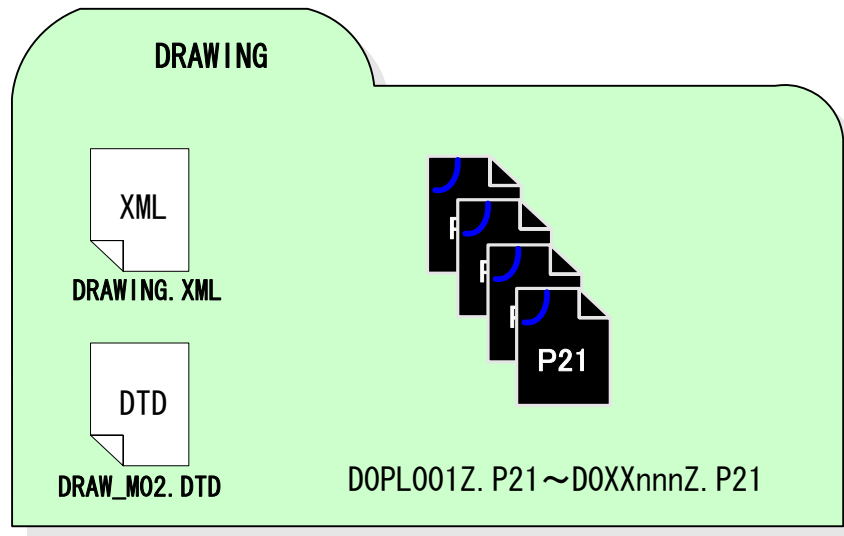 DRAWING
XML
DRAWING.XML
P21
DTD
DRAW_M02.DTD
D0PL001Z.P21～D0XXnnnZ.P21